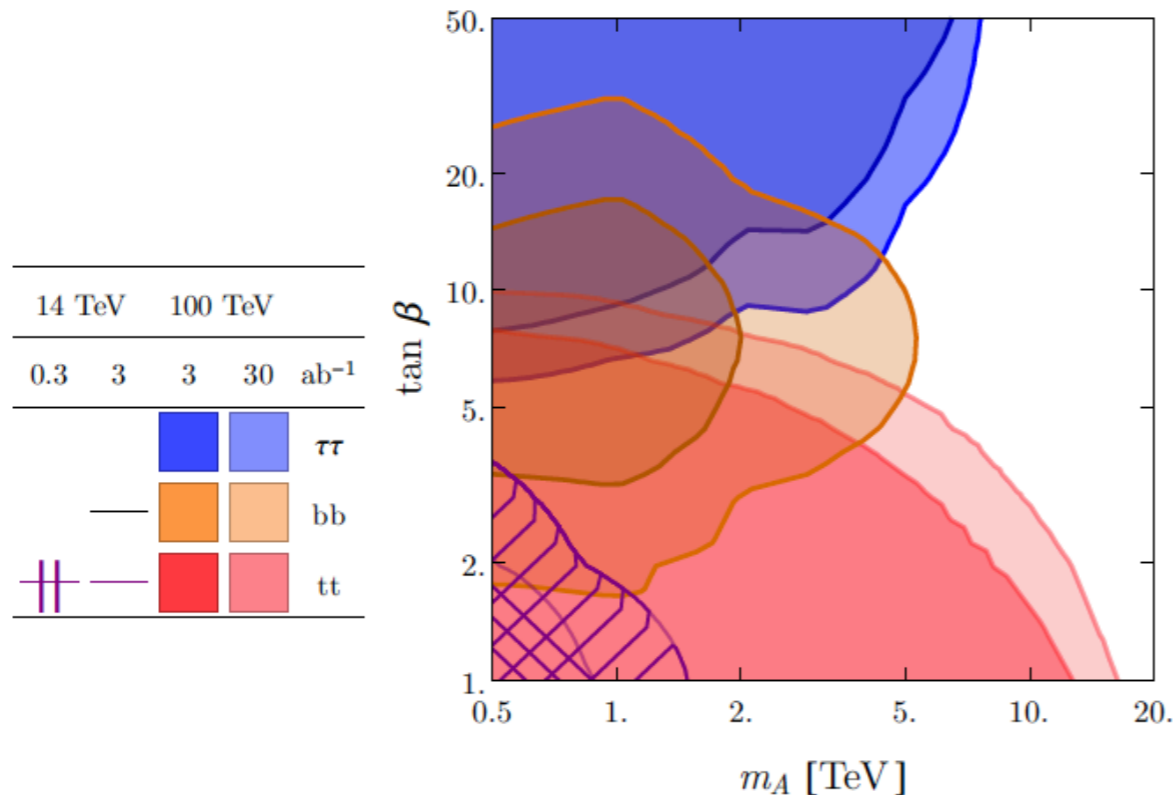 14 TeV 100 TeV
0.3 3 3 30 ab⁻¹
ττ
bb
tt
tan β
50.
20.
10.
5.
2.
1.
0.5 1. 2. 5. 10. 20.
m_A [TeV]